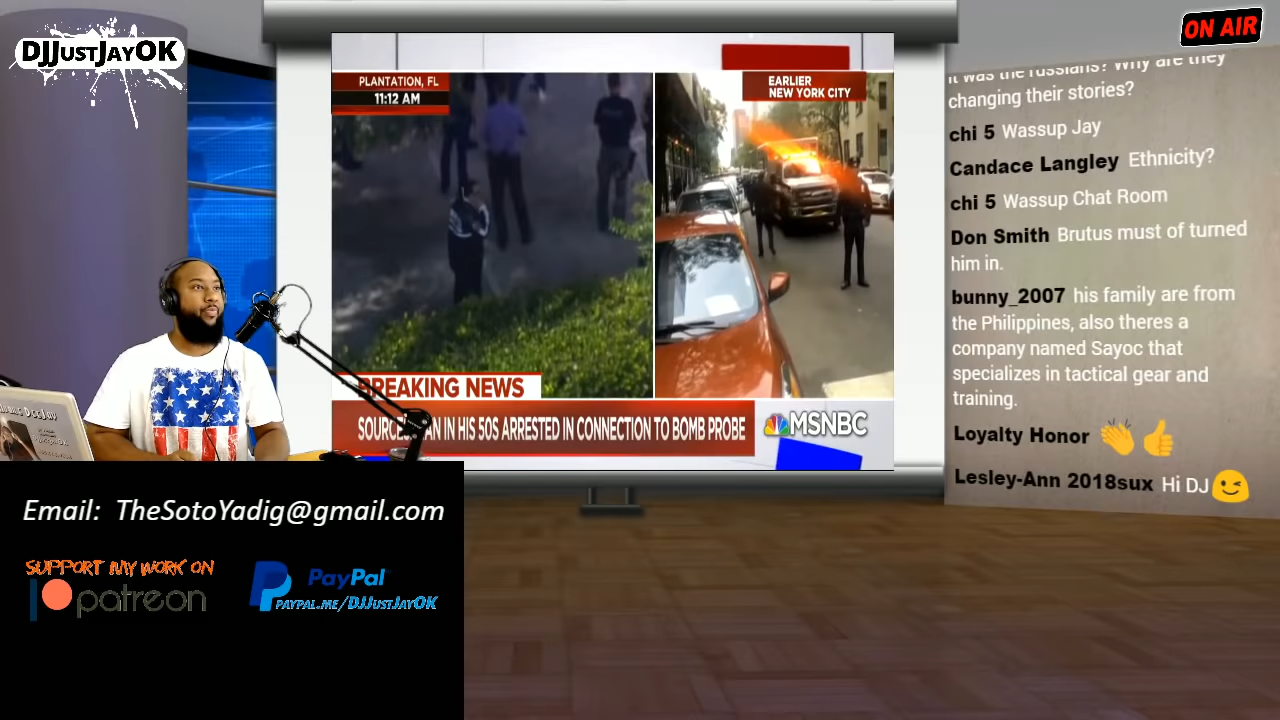 DJJUSTJAYOK
ON AIR
PLANTATION, FL
11:12 AM
EARLIER
NEW YORK CITY
BREAKING NEWS
IN HIS 50S ARRESTED IN CONNECTION TO BOMB PROBE
MSNBC
it was the russians? Why are they
changing their stories?
chi 5 Wassup Jay
Candace Langley Ethnicity?
chi 5 Wassup Chat Room
Don Smith Brutus must of turned
him in.
bunny_2007 his family are from
the Philippines, also theres a
company named Sayoc that
specializes in tactical gear and
training.
Loyalty Honor 👏👍
Lesley-Ann 2018sux Hi DJ😉
Email: TheSotoYadig@gmail.com
SUPPORT MY WORK ON
patreon
PayPal
PAYPAL.ME/DJJUSTJAYOK